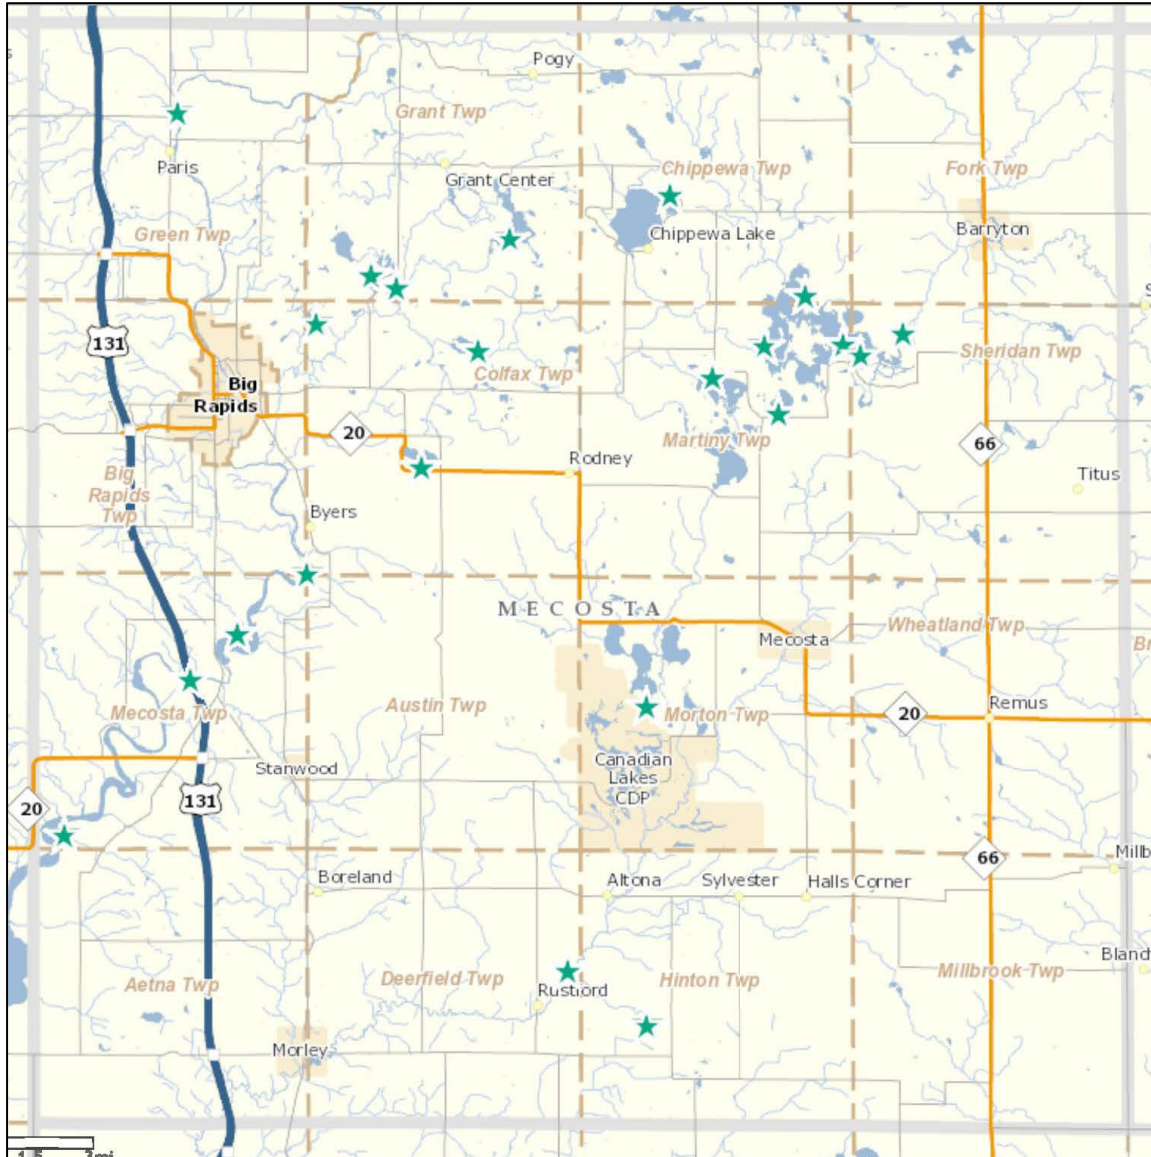 Pogy
Grant Twp
Paris
Grant Center
Chippewa Twp
Fork Twp
Green Twp
Chippewa Lake
Barryton
131
Colfax Twp
Sheridan Twp
Big
Rapids
20
Martiny Twp
66
Rodney
Titus
Big
Rapids
Twp
Byers
MECOSTA
Mecosta
Wheatland Twp
Br
Mecosta Twp
Austin Twp
Morton Twp
20
Remus
Stanwood
Canadian
Lakes
CDP
20
131
66
Millb
Boreland
Altona
Sylvester
Halls Corner
Blanch
Aetna Twp
Deerfield Twp
Hinton Twp
Millbrook Twp
Rustford
Morley